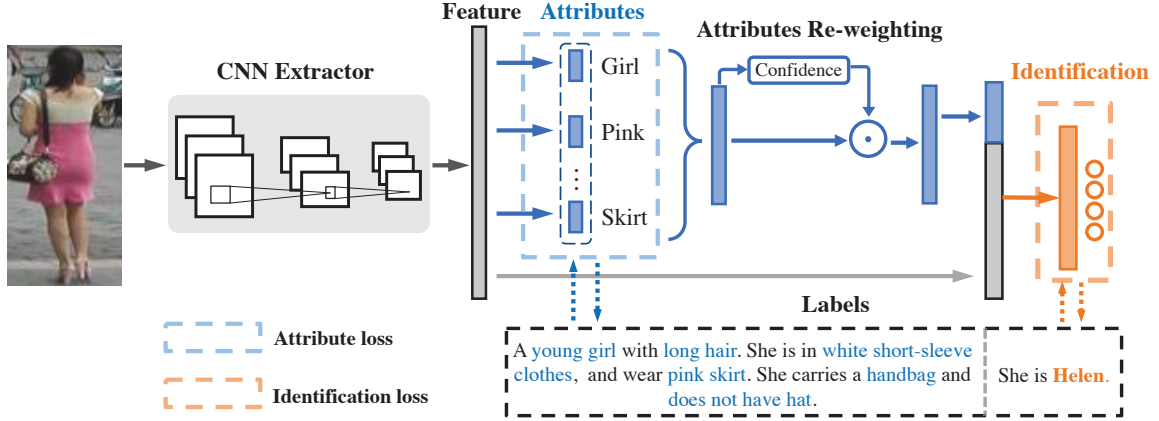 Feature
Attributes
CNN Extractor
Attributes Re-weighting
Identification
Girl
Pink
...
Skirt
Confidence
Labels
Attribute loss
Identification loss
A young girl with long hair. She is in white short-sleeve
clothes, and wear pink skirt. She carries a handbag and
does not have hat.
She is Helen.